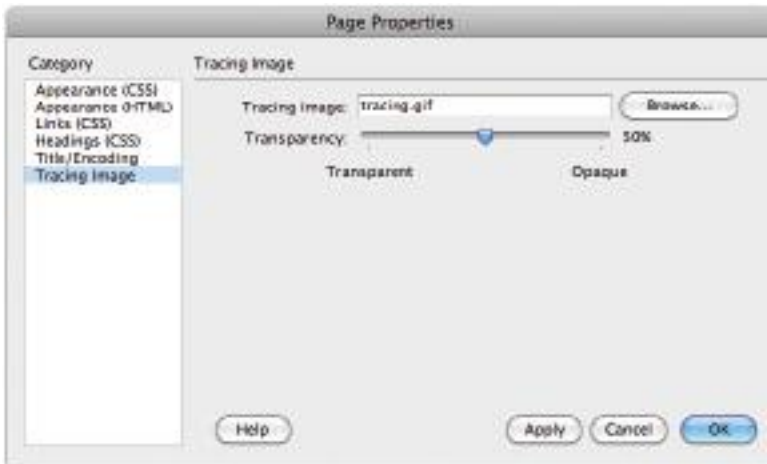 Page Properties
Category
Appearance (CSS)
Appearance (HTML)
Links (CSS)
Headings (CSS)
Title/Encoding
Tracing Image
Tracing Image
Tracing image: tracing.gif Browse...
Transparency: 50%
Transparent Opaque
Help Apply Cancel OK